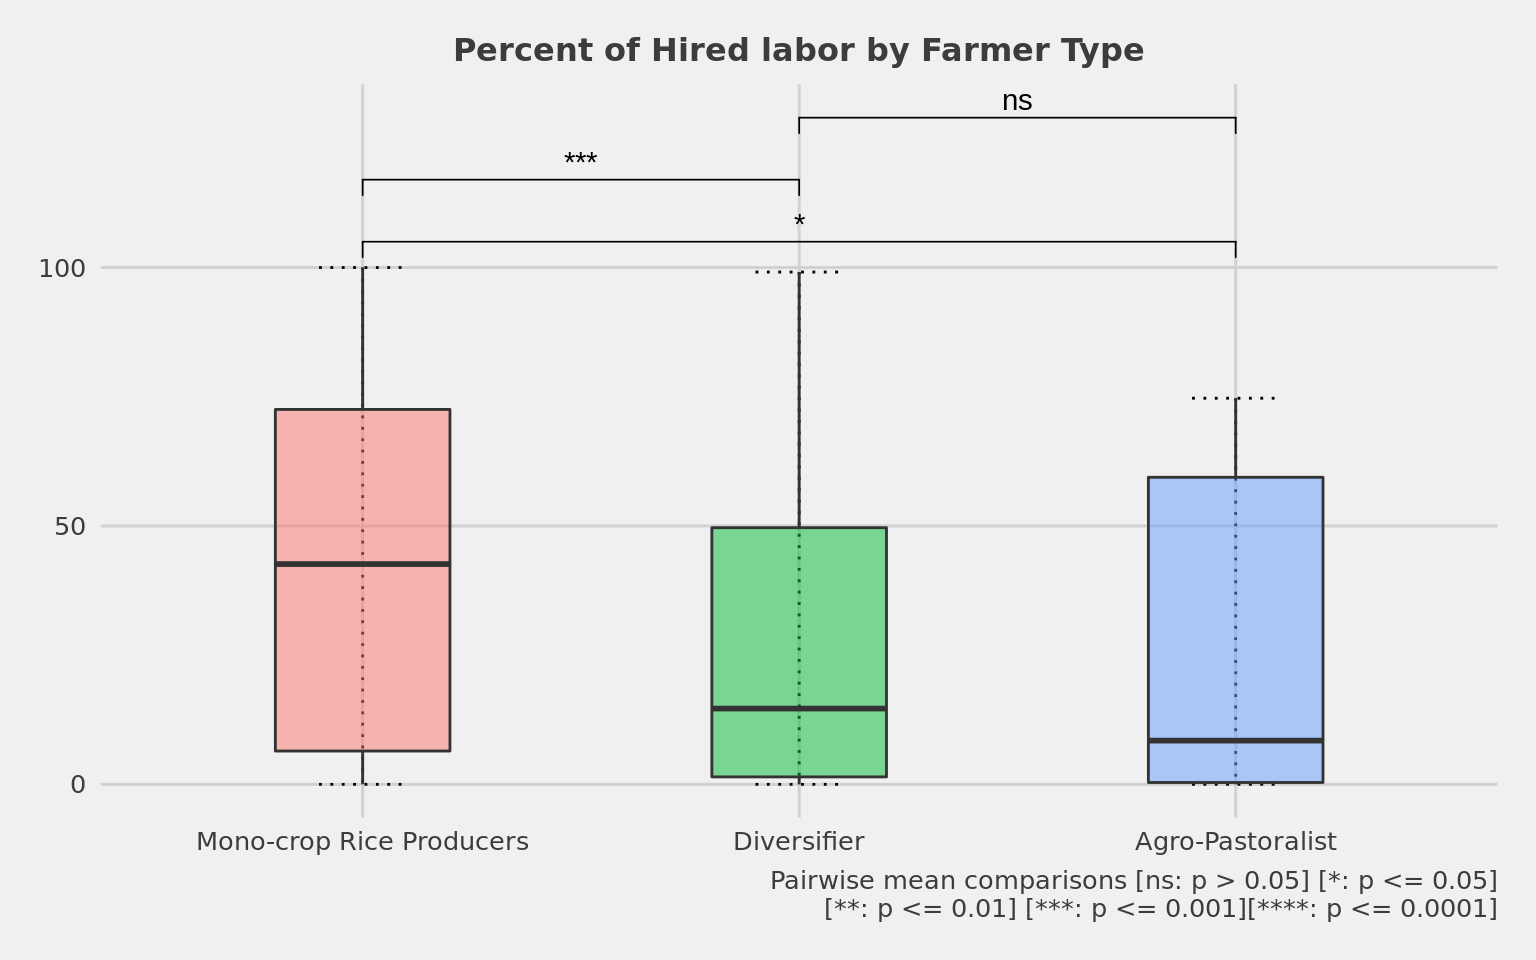 Percent of Hired labor by Farmer Type
ns
***
*
100
50
0
Mono-crop Rice Producers
Diversifier
Agro-Pastoralist
Pairwise mean comparisons [ns: p > 0.05] [*: p <= 0.05]
[**: p <= 0.01] [***: p <= 0.001][****: p <= 0.0001]